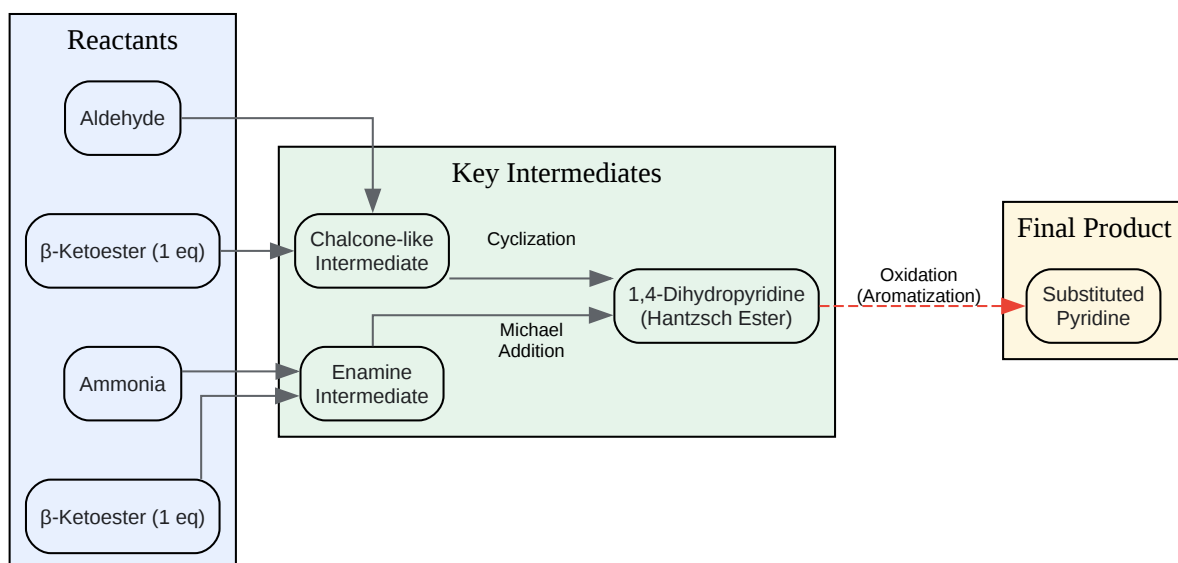 Reactants
Aldehyde
β-Ketoester (1 eq)
Ammonia
β-Ketoester (1 eq)
Key Intermediates
Chalcone-like
Intermediate
Enamine
Intermediate
Cyclization
Michael
Addition
1,4-Dihydropyridine
(Hantzsch Ester)
Oxidation
(Aromatization)
Final Product
Substituted
Pyridine